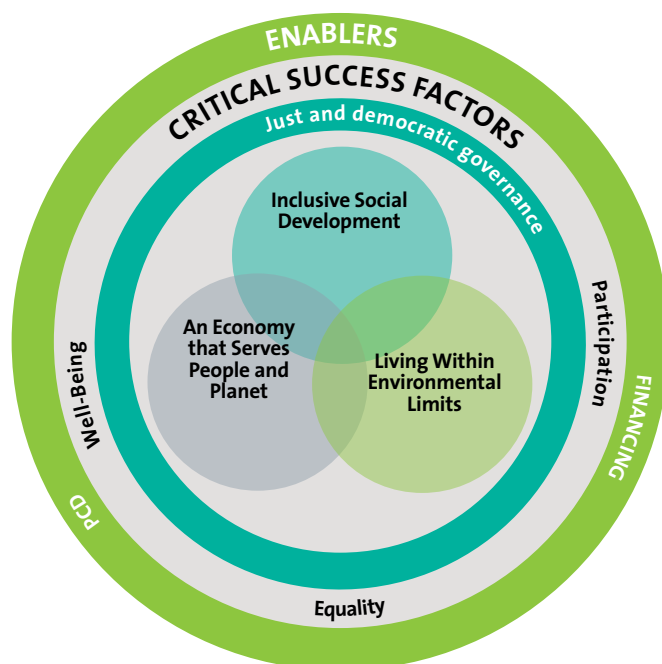 ENABLERS
CRITICAL SUCCESS FACTORS
Just and democratic governance
Inclusive Social
Development
An Economy
that Serves
People and
Planet
Living Within
Environmental
Limits
Well-Being
Participation
Equality
PCD
FINANCING